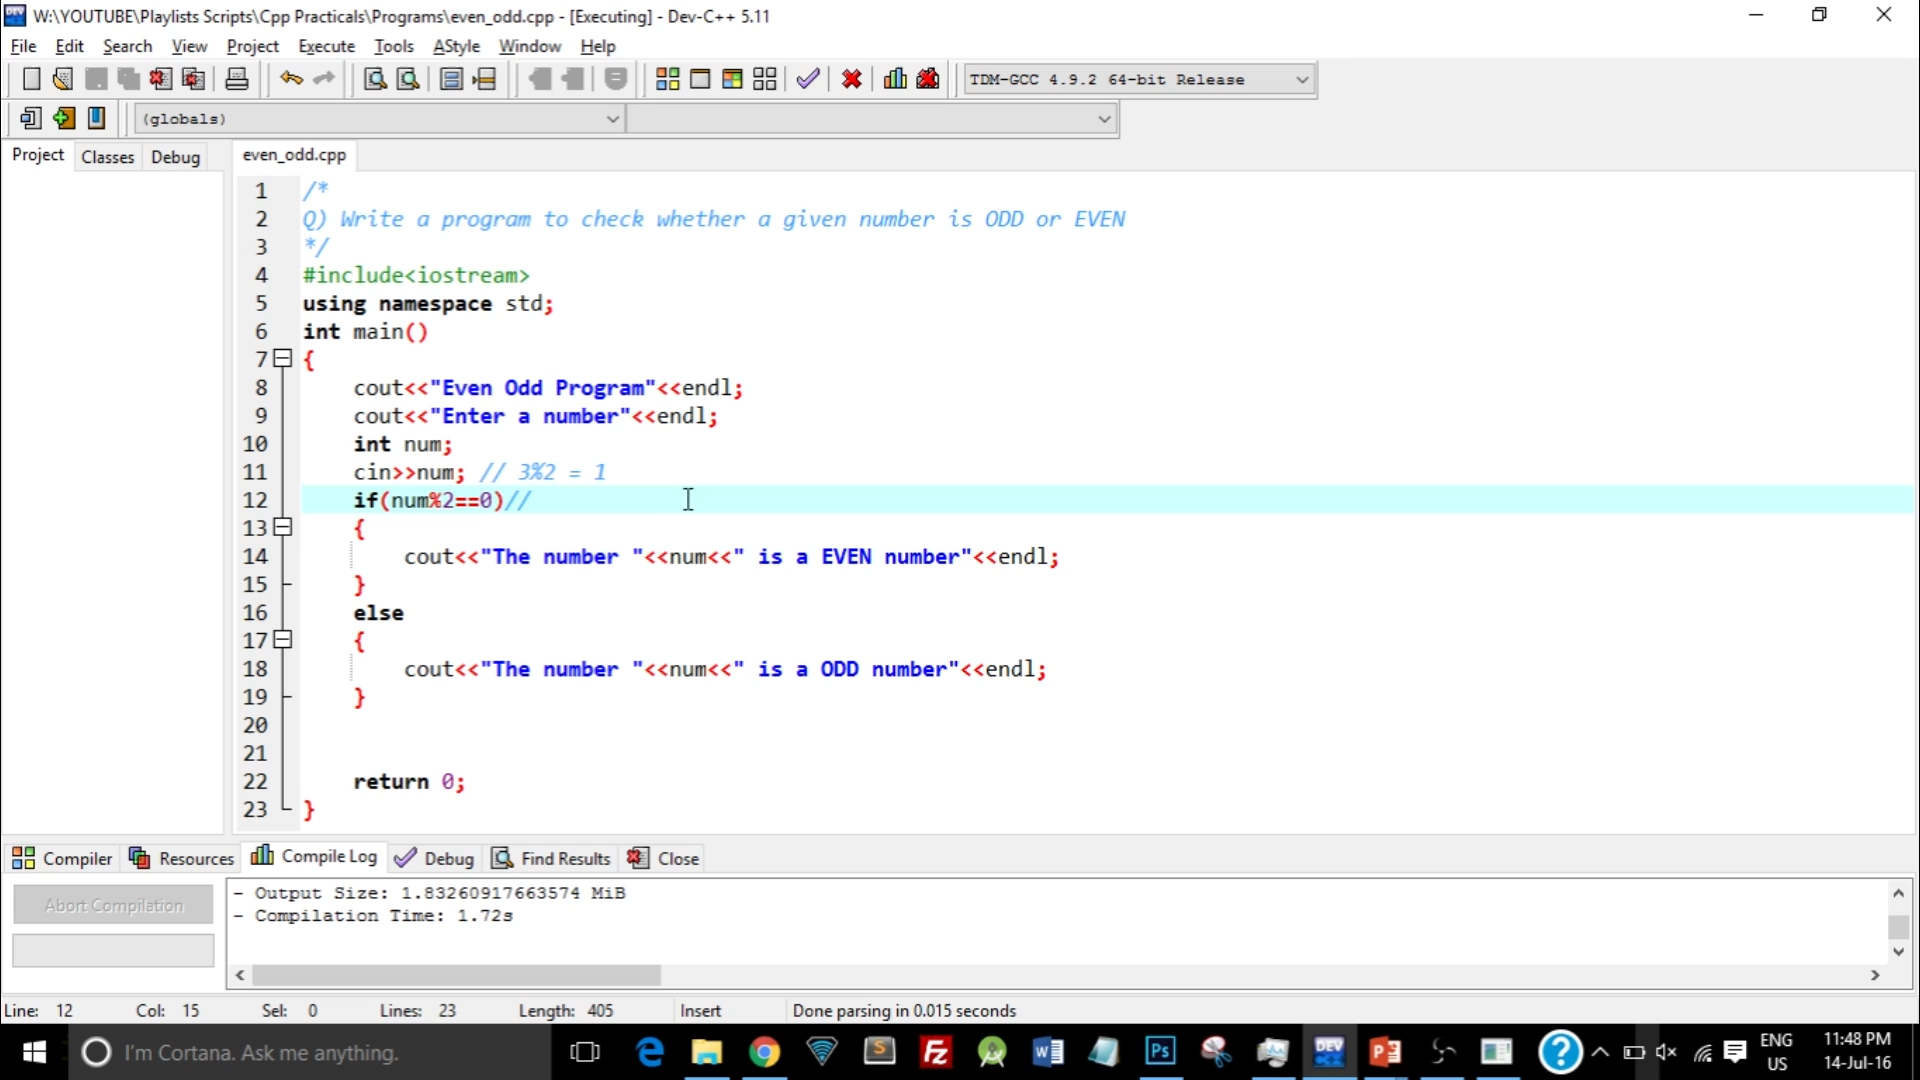 W:\YOUTUBE\Playlists Scripts\Cpp Practicals\Programs\even_odd.cpp - [Executing] - Dev-C++ 5.11
File Edit Search View Project Execute Tools AStyle Window Help
TDM-GCC 4.9.2 64-bit Release
(globals)
Project Classes Debug even_odd.cpp
1 /*
2 Q) Write a program to check whether a given number is ODD or EVEN
3 */
4 #include<iostream>
5 using namespace std;
6 int main()
7 {
8 cout<<"Even Odd Program"<<endl;
9 cout<<"Enter a number"<<endl;
10 int num;
11 cin>>num; // 3%2 = 1
12 if(num%2==0)//
13 {
14 cout<<"The number "<<num<<" is a EVEN number"<<endl;
15 }
16 else
17 {
18 cout<<"The number "<<num<<" is a ODD number"<<endl;
19 }
20
21
22 return 0;
23 }
Compiler Resources Compile Log Debug Find Results Close
Abort Compilation
- Output Size: 1.83260917663574 MiB
- Compilation Time: 1.72s
Line: 12 Col: 15 Sel: 0 Lines: 23 Length: 405 Insert Done parsing in 0.015 seconds
I'm Cortana. Ask me anything.
ENG
US
11:48 PM
14-Jul-16